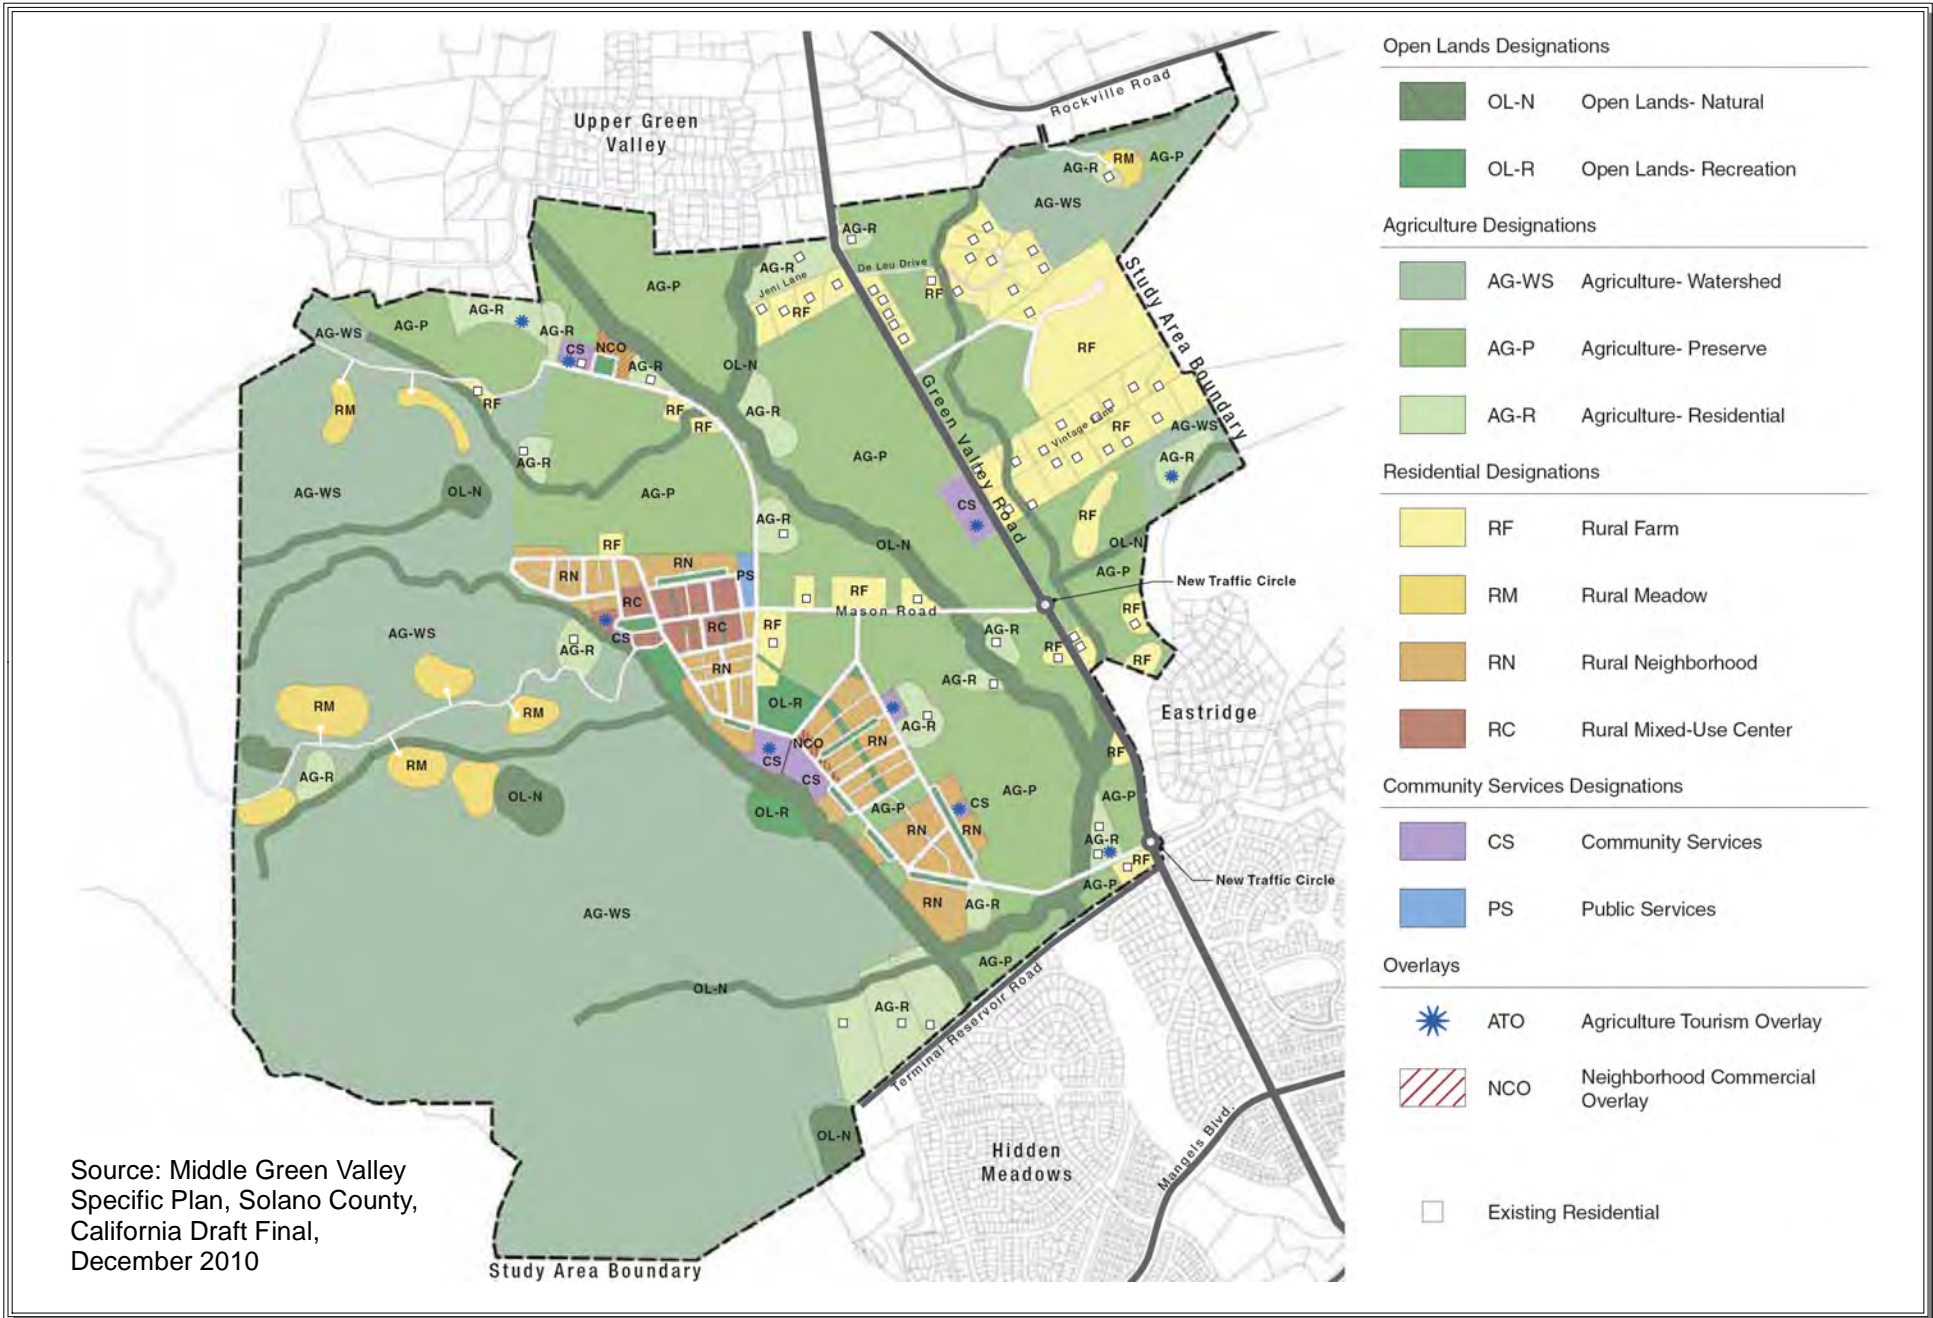 Rockville Road
Upper Green
Valley
AG-R
RM
AG-P
AG-WS
AG-R
De Leu Drive
AG-R
Jeni Lane
RF
RF
AG-P
AG-R
AG-P
AG-WS
AG-R
CS
NCO
AG-R
OL-N
RF
Study Area Boundary
Green Valley Road
RM
RF
RF
RF
AG-R
Vintage Lane
RF
AG-WS
AG-R
AG-R
AG-P
AG-WS
OL-N
AG-P
CS
RF
AG-R
OL-N
OL-N
AG-P
New Traffic Circle
RF
RN
RN
PS
RC
RF
Mason Road
RF
RC
RF
AG-R
RF
RF
AG-WS
CS
AG-R
RN
AG-R
Eastridge
RM
RM
OL-R
AG-R
RN
NCO
CS
CS
RF
RM
AG-R
OL-N
OL-R
AG-P
CS
AG-P
AG-P
RN
RN
AG-R
RF
New Traffic Circle
AG-P
RN
AG-R
AG-WS
AG-P
OL-N
AG-R
Terminal Reservoir Road
OL-N
Hidden
Meadows
Mangels Blvd.
Study Area Boundary
Source: Middle Green Valley
Specific Plan, Solano County,
California Draft Final,
December 2010
Open Lands Designations
OL-N Open Lands- Natural
OL-R Open Lands- Recreation
Agriculture Designations
AG-WS Agriculture- Watershed
AG-P Agriculture- Preserve
AG-R Agriculture- Residential
Residential Designations
RF Rural Farm
RM Rural Meadow
RN Rural Neighborhood
RC Rural Mixed-Use Center
Community Services Designations
CS Community Services
PS Public Services
Overlays
ATO Agriculture Tourism Overlay
NCO Neighborhood Commercial
Overlay
Existing Residential